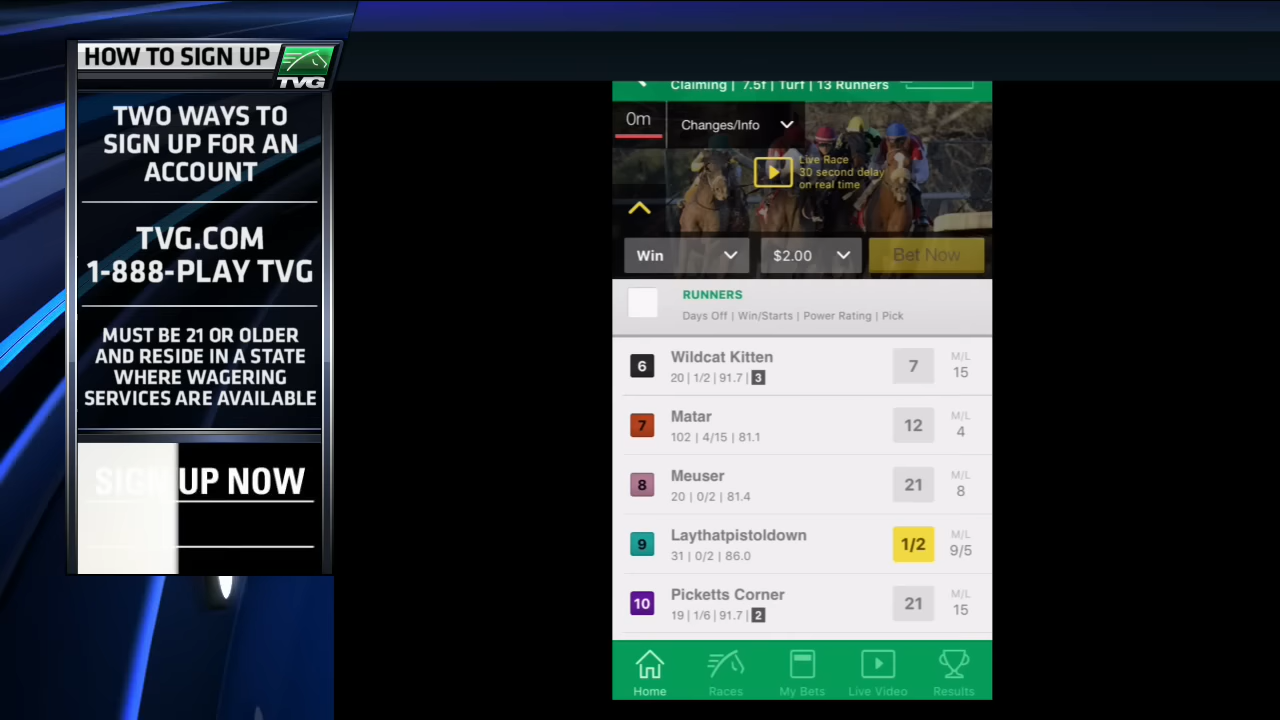 HOW TO SIGN UP
TVG
TWO WAYS TO
SIGN UP FOR AN
ACCOUNT
TVG.COM
1-888-PLAY TVG
MUST BE 21 OR OLDER
AND RESIDE IN A STATE
WHERE WAGERING
SERVICES ARE AVAILABLE
SIGN UP NOW
Claiming | 7.5f | Turf | 13 Runners
0m
Changes/Info
Live Race
30 second delay
on real time
Win
$2.00
Bet Now
RUNNERS
Days Off | Win/Starts | Power Rating | Pick
6
Wildcat Kitten
20 | 1/2 | 91.7 | 3
7
M/L
15
7
Matar
102 | 4/15 | 81.1
12
M/L
4
8
Meuser
20 | 0/2 | 81.4
21
M/L
8
9
Laythatpistoldown
31 | 0/2 | 86.0
1/2
M/L
9/5
10
Picketts Corner
19 | 1/6 | 91.7 | 2
21
M/L
15
Home
Races
My Bets
Live Video
Results